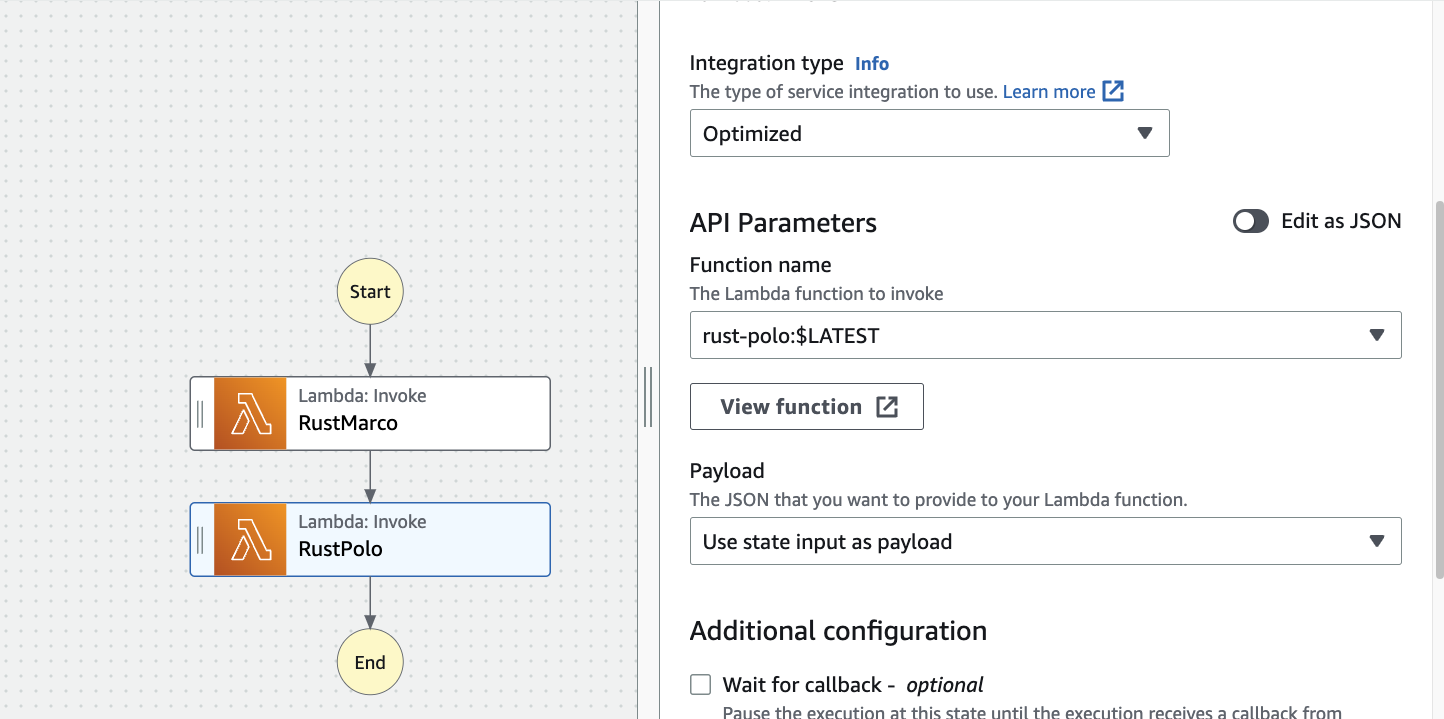 Start
Lambda: Invoke
RustMarco
Lambda: Invoke
RustPolo
End
Integration type Info
The type of service integration to use. Learn more
Optimized
API Parameters
Edit as JSON
Function name
The Lambda function to invoke
rust-polo:$LATEST
View function
Payload
The JSON that you want to provide to your Lambda function.
Use state input as payload
Additional configuration
Wait for callback - optional
Pause the execution at this state until the execution receives a callback from